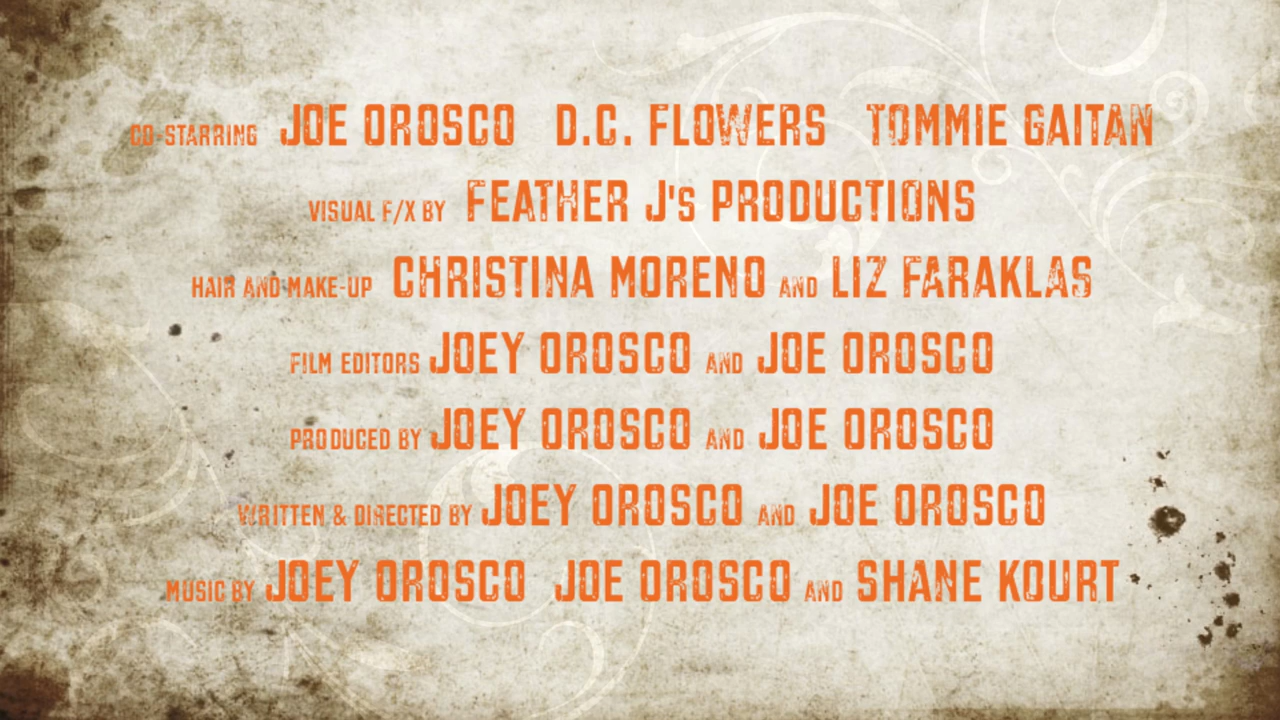 CO-STARRING JOE OROSCO D.C. FLOWERS TOMMIE GAITAN
VISUAL F/X BY FEATHER J's PRODUCTIONS
HAIR AND MAKE-UP CHRISTINA MORENO AND LIZ FARAKLAS
FILM EDITORS JOEY OROSCO AND JOE OROSCO
PRODUCED BY JOEY OROSCO AND JOE OROSCO
WRITTEN & DIRECTED BY JOEY OROSCO AND JOE OROSCO
MUSIC BY JOEY OROSCO JOE OROSCO AND SHANE KOURT